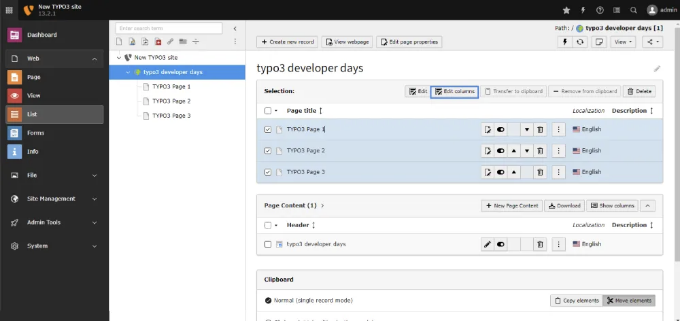 New TYPO3 site
13.2.1
admin
Dashboard
Web
Page
View
List
Forms
Info
File
Site Management
Admin Tools
System
Enter search term
New TYPO3 site
typo3 developer days
TYPO3 Page 1
TYPO3 Page 2
TYPO3 Page 3
Path: / typo3 developer days [1]
Create new record
View webpage
Edit page properties
View
typo3 developer days
Selection:
Edit
Edit columns
Transfer to clipboard
Remove from clipboard
Delete
Page title
Localization
Description
TYPO3 Page 1
English
TYPO3 Page 2
English
TYPO3 Page 3
English
Page Content (1)
New Page Content
Download
Show columns
Header
Localization
Description
typo3 developer days
English
Clipboard
Normal (single record mode)
Copy elements
Move elements